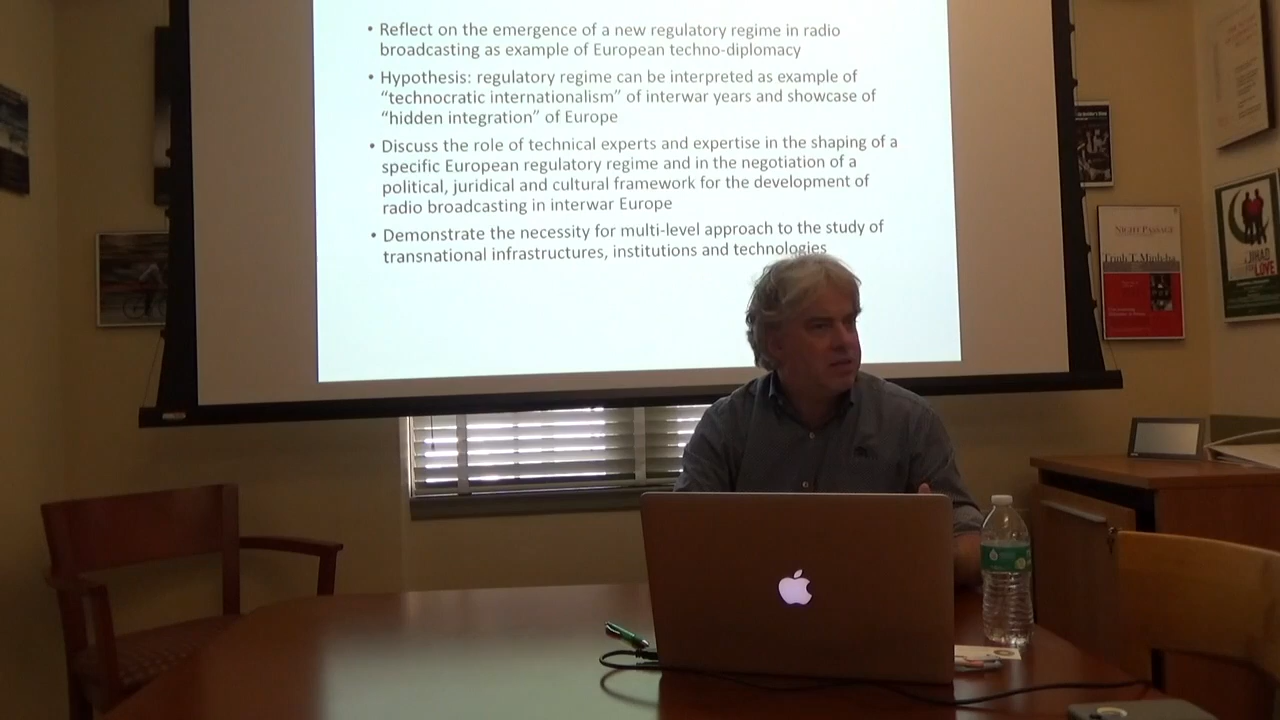 • Reflect on the emergence of a new regulatory regime in radio
broadcasting as example of European techno-diplomacy
• Hypothesis: regulatory regime can be interpreted as example of
“technocratic internationalism” of interwar years and showcase of
“hidden integration” of Europe
• Discuss the role of technical experts and expertise in the shaping of a
specific European regulatory regime and in the negotiation of a
political, juridical and cultural framework for the development of
radio broadcasting in interwar Europe
• Demonstrate the necessity for multi-level approach to the study of
transnational infrastructures, institutions and technologies
NIGHT PASSAGE
Trinh T. Minh-ha
A JIHAD
FOR LOVE